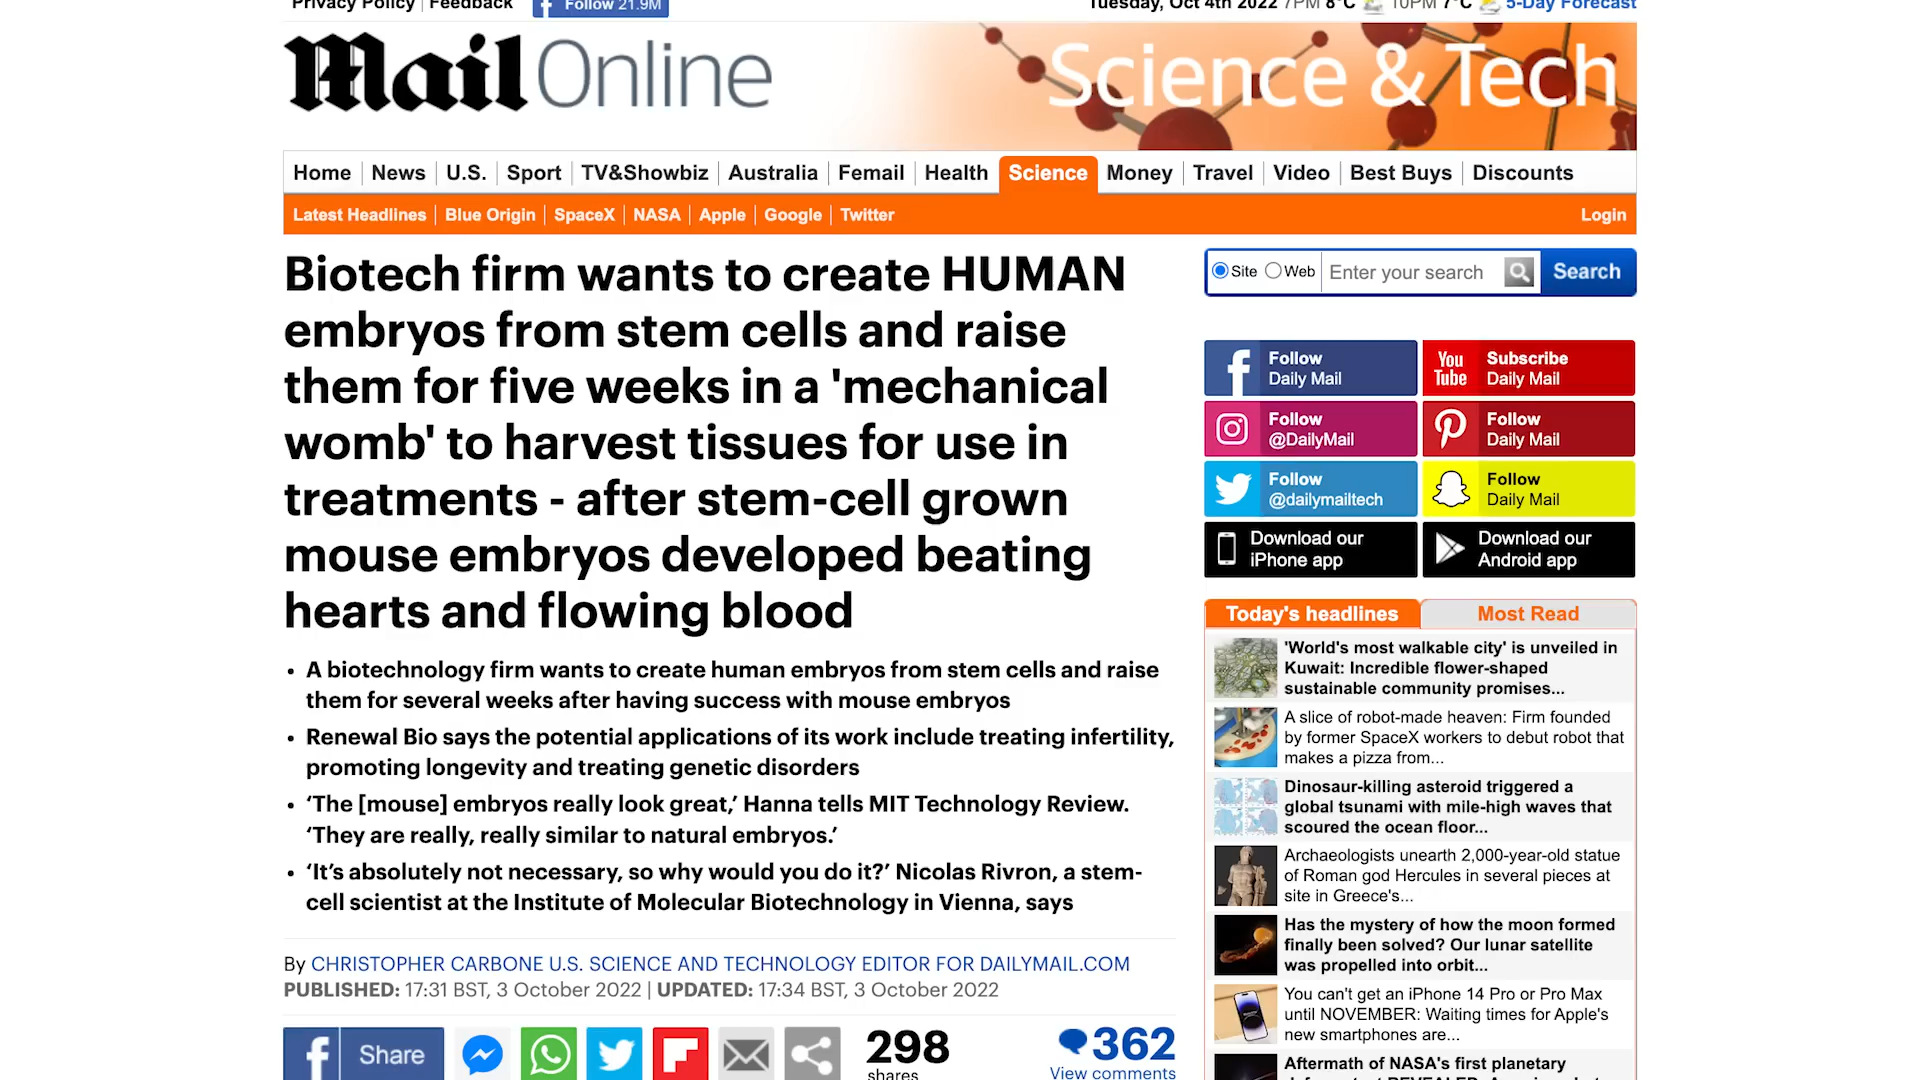 Privacy Policy | Feedback
Follow 21.9M
Tuesday, Oct 4th 2022 7PM 8°C 10PM 7°C 5-Day Forecast
Mail Online
Science & Tech
Home | News | U.S. | Sport | TV&Showbiz | Australia | Femail | Health | Science | Money | Travel | Video | Best Buys | Discounts
Latest Headlines | Blue Origin | SpaceX | NASA | Apple | Google | Twitter
Login
Biotech firm wants to create HUMAN
embryos from stem cells and raise
them for five weeks in a 'mechanical
womb' to harvest tissues for use in
treatments - after stem-cell grown
mouse embryos developed beating
hearts and flowing blood
• A biotechnology firm wants to create human embryos from stem cells and raise
them for several weeks after having success with mouse embryos
• Renewal Bio says the potential applications of its work include treating infertility,
promoting longevity and treating genetic disorders
• ‘The [mouse] embryos really look great,’ Hanna tells MIT Technology Review.
‘They are really, really similar to natural embryos.’
• ‘It’s absolutely not necessary, so why would you do it?’ Nicolas Rivron, a stem-
cell scientist at the Institute of Molecular Biotechnology in Vienna, says
By CHRISTOPHER CARBONE U.S. SCIENCE AND TECHNOLOGY EDITOR FOR DAILYMAIL.COM
PUBLISHED: 17:31 BST, 3 October 2022 | UPDATED: 17:34 BST, 3 October 2022
Share
298
shares
362
View comments
Site Web Enter your search Search
Follow
Daily Mail
You
Tube
Subscribe
Daily Mail
Follow
@DailyMail
Follow
Daily Mail
Follow
@dailymailtech
Follow
Daily Mail
Download our
iPhone app
Download our
Android app
Today's headlines
Most Read
'World's most walkable city' is unveiled in
Kuwait: Incredible flower-shaped
sustainable community promises...
A slice of robot-made heaven: Firm founded
by former SpaceX workers to debut robot that
makes a pizza from...
Dinosaur-killing asteroid triggered a
global tsunami with mile-high waves that
scoured the ocean floor...
Archaeologists unearth 2,000-year-old statue
of Roman god Hercules in several pieces at
site in Greece's...
Has the mystery of how the moon formed
finally been solved? Our lunar satellite
was propelled into orbit...
You can't get an iPhone 14 Pro or Pro Max
until NOVEMBER: Waiting times for Apple's
new smartphones are...
Aftermath of NASA's first planetary